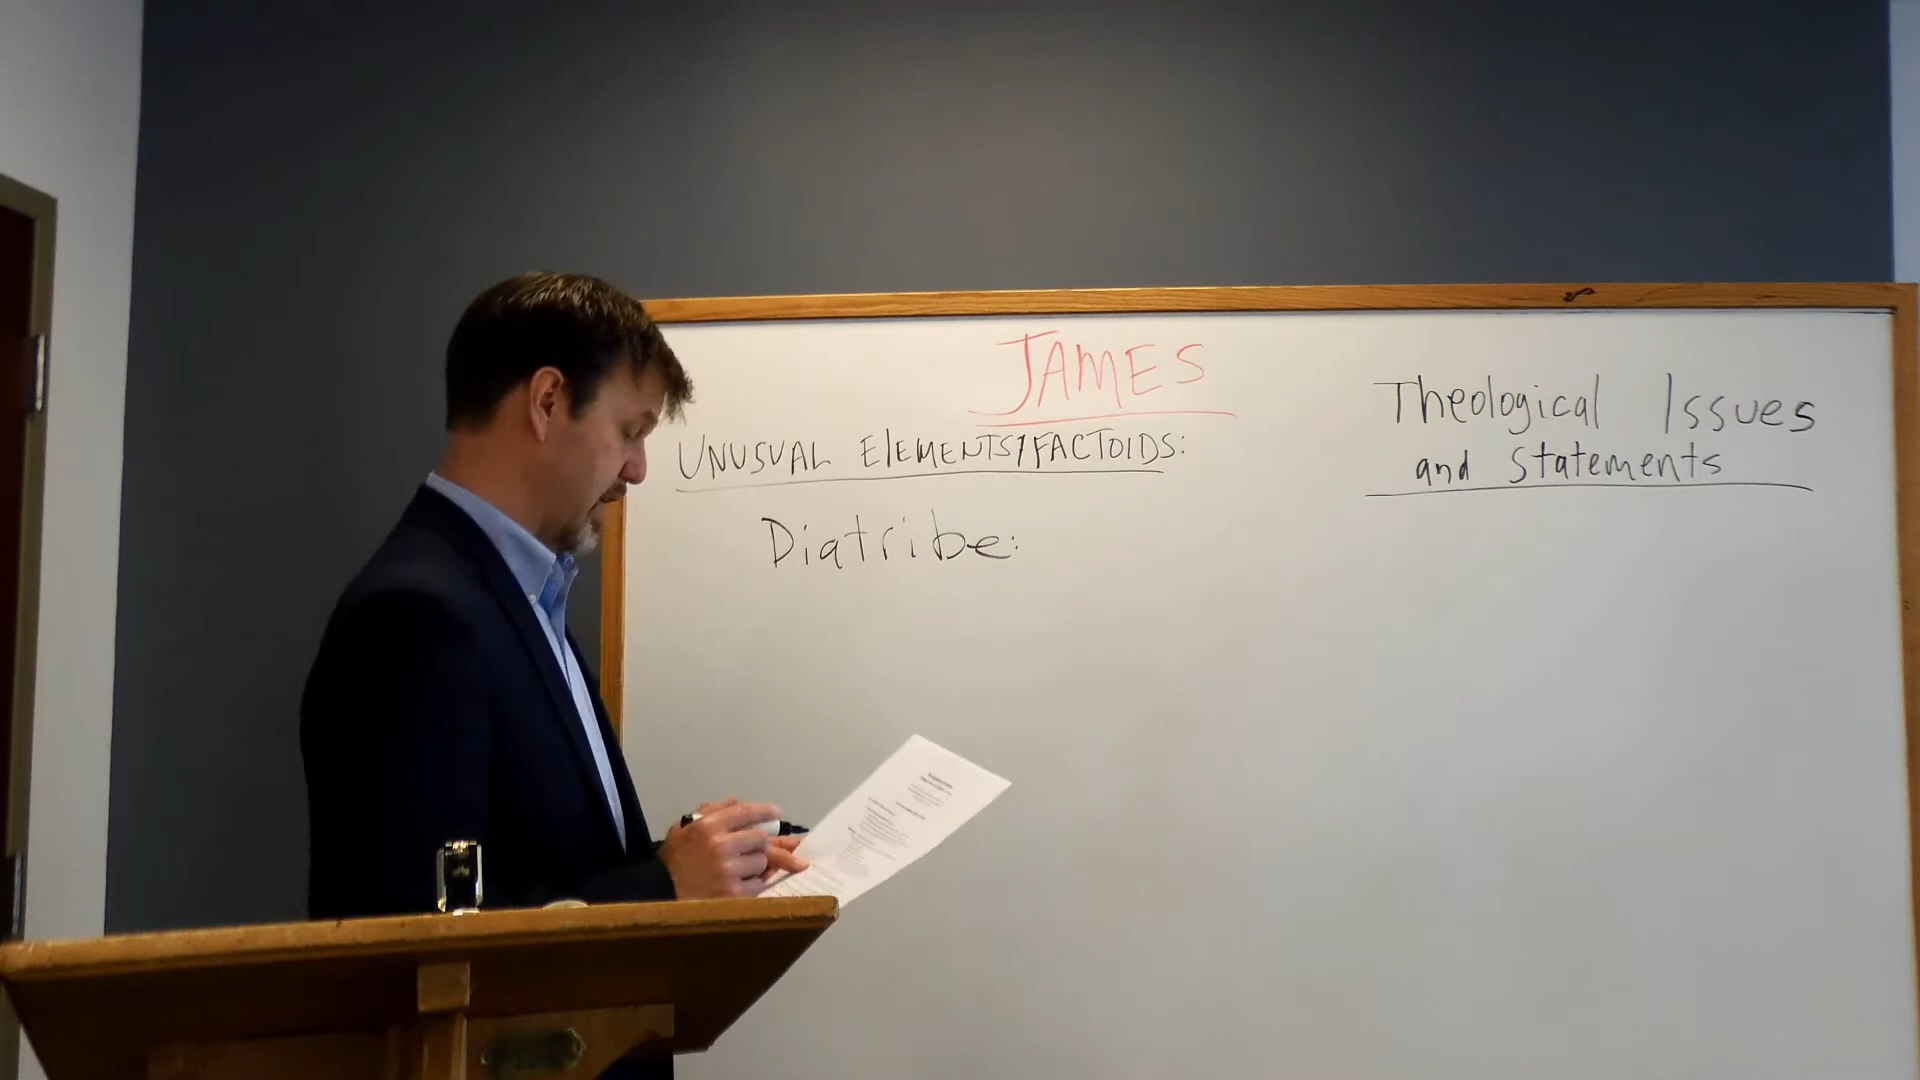 JAMES
UNUSUAL ElEMENTS/FACTOIDS:
Diatribe:
Theological Issues
and Statements